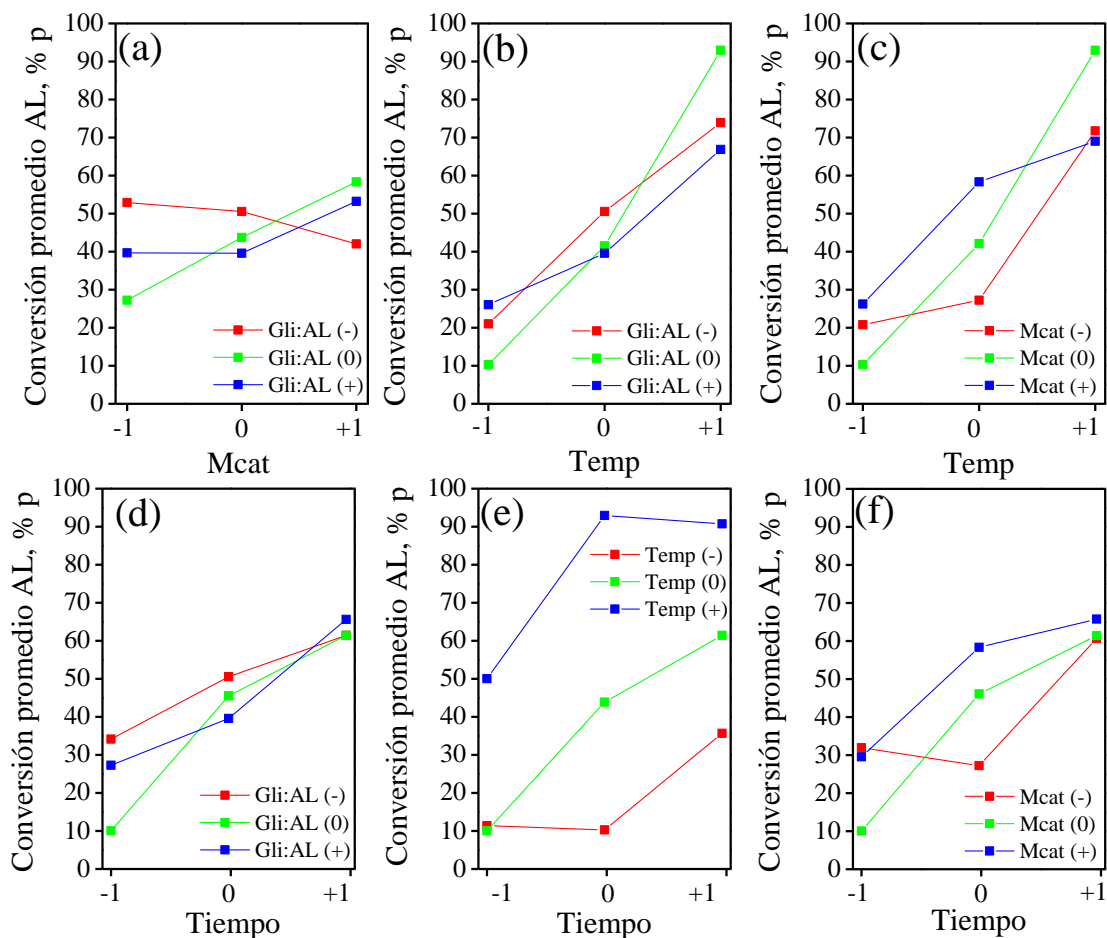 Conversión promedio AL, % p
100
90
80
70
60
50
40
30
20
10
0
(a)
Gli:AL (-)
Gli:AL (0)
Gli:AL (+)
-1 0 +1
Mcat
Conversión promedio AL, % p
100
90
80
70
60
50
40
30
20
10
0
(b)
Gli:AL (-)
Gli:AL (0)
Gli:AL (+)
-1 0 +1
Temp
Conversión promedio AL, % p
100
90
80
70
60
50
40
30
20
10
0
(c)
Mcat (-)
Mcat (0)
Mcat (+)
-1 0 +1
Temp
Conversión promedio AL, % p
100
90
80
70
60
50
40
30
20
10
0
(d)
Gli:AL (-)
Gli:AL (0)
Gli:AL (+)
-1 0 +1
Tiempo
Conversión promedio AL, % p
100
90
80
70
60
50
40
30
20
10
0
(e)
Temp (-)
Temp (0)
Temp (+)
-1 0 +1
Tiempo
Conversión promedio AL, % p
100
90
80
70
60
50
40
30
20
10
0
(f)
Mcat (-)
Mcat (0)
Mcat (+)
-1 0 +1
Tiempo